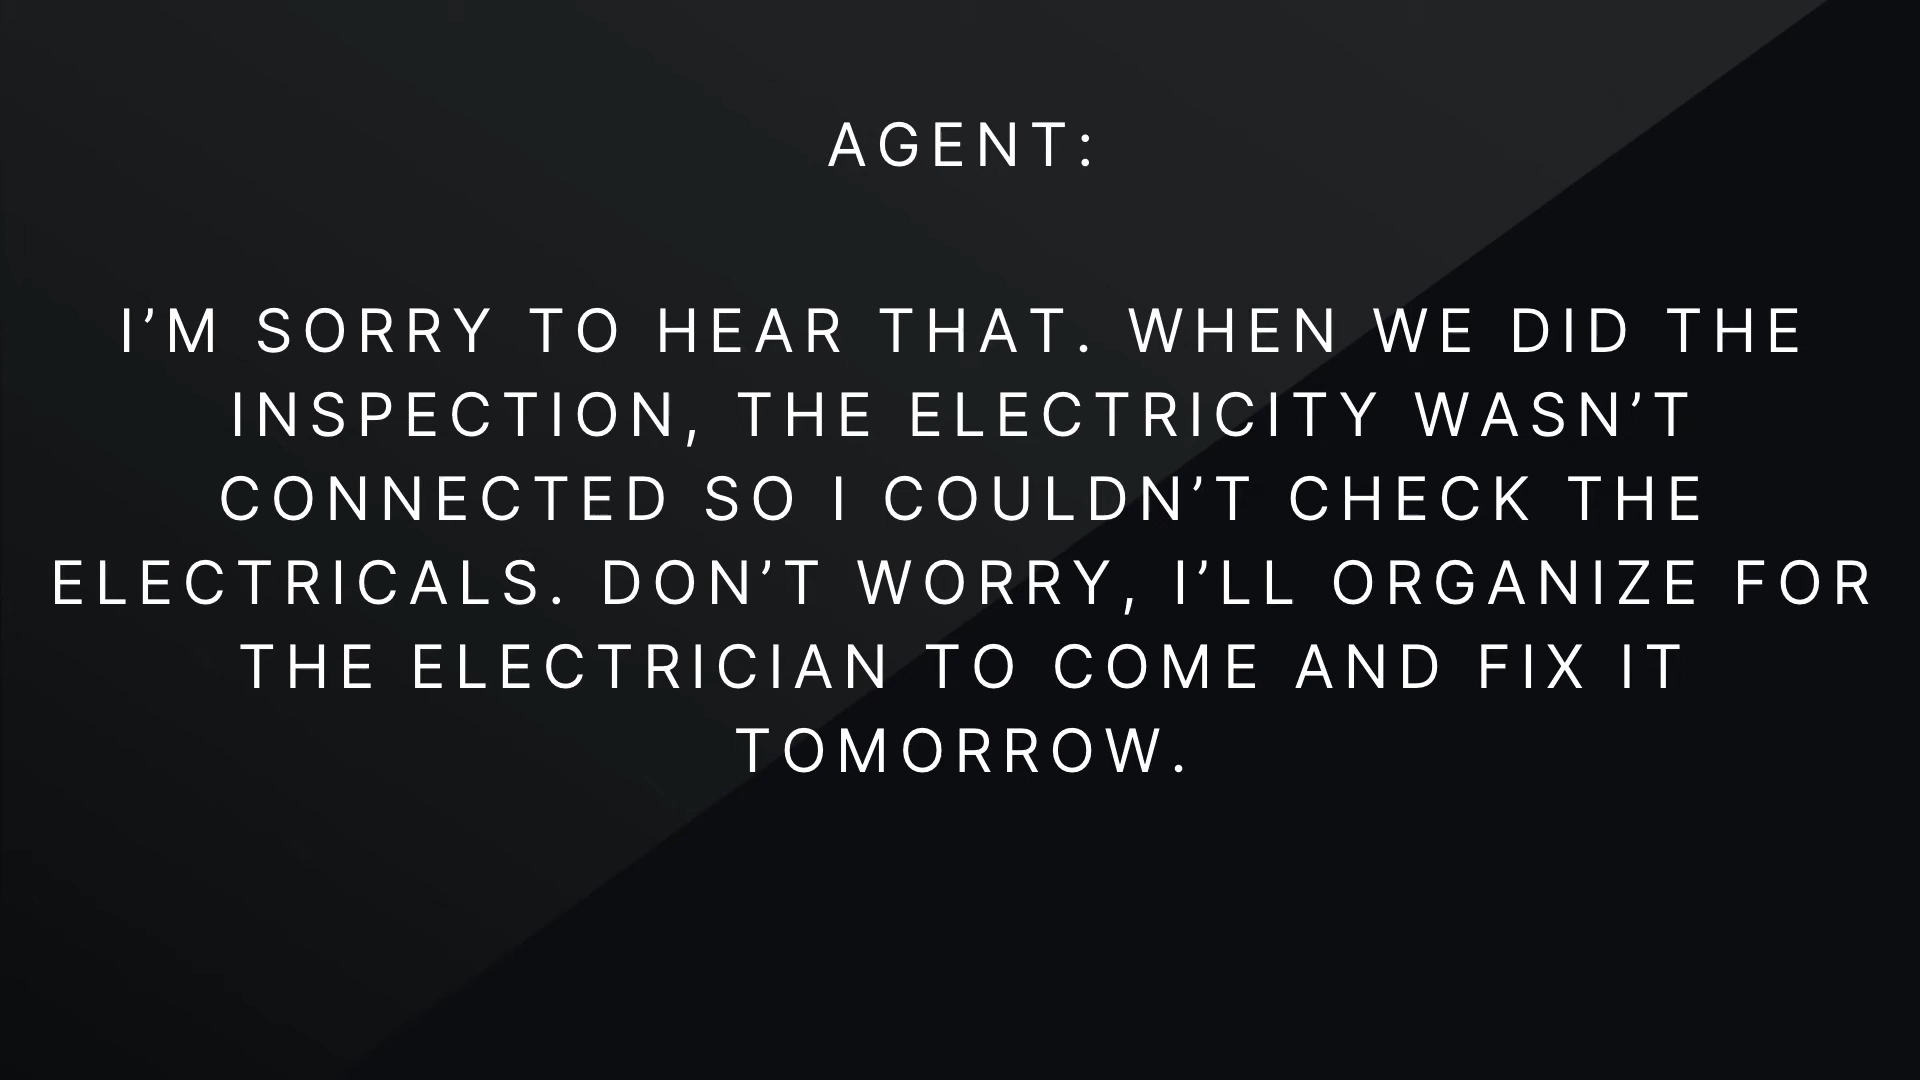 AGENT:
I’M SORRY TO HEAR THAT. WHEN WE DID THE
INSPECTION, THE ELECTRICITY WASN’T
CONNECTED SO I COULDN’T CHECK THE
ELECTRICALS. DON’T WORRY, I’LL ORGANIZE FOR
THE ELECTRICIAN TO COME AND FIX IT
TOMORROW.